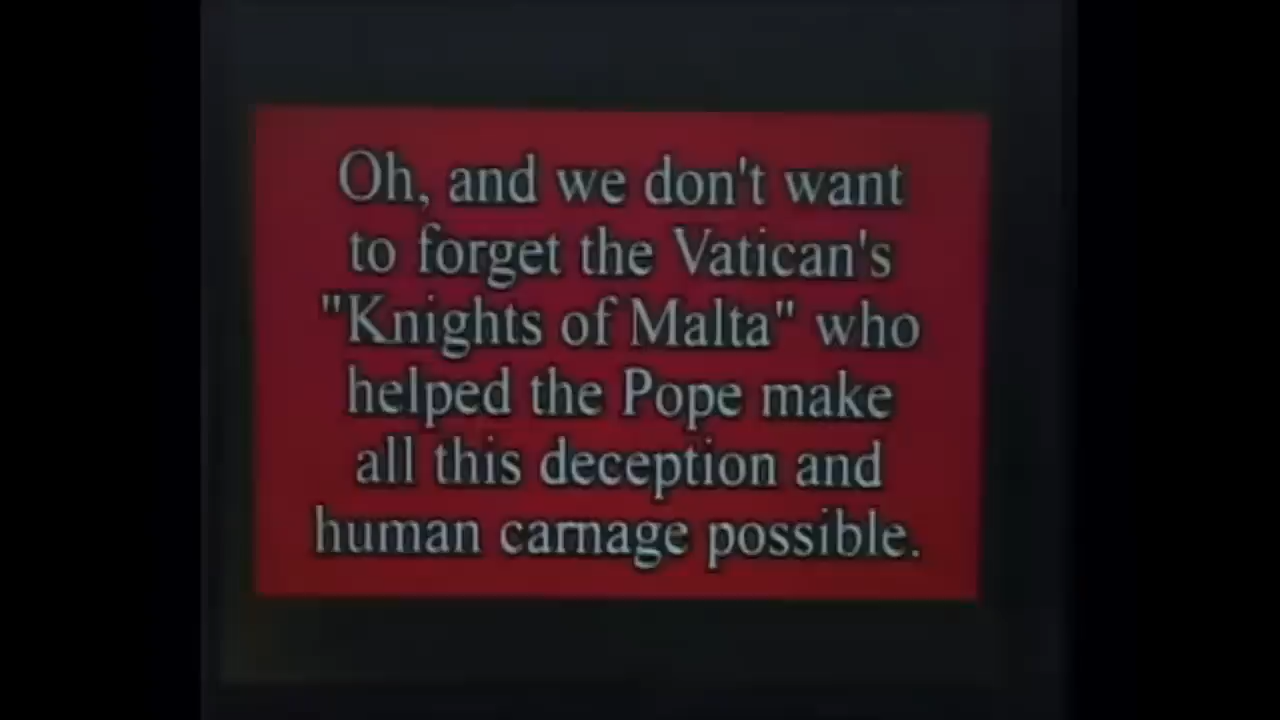 Oh, and we don't want
to forget the Vatican's
"Knights of Malta" who
helped the Pope make
all this deception and
human carnage possible.